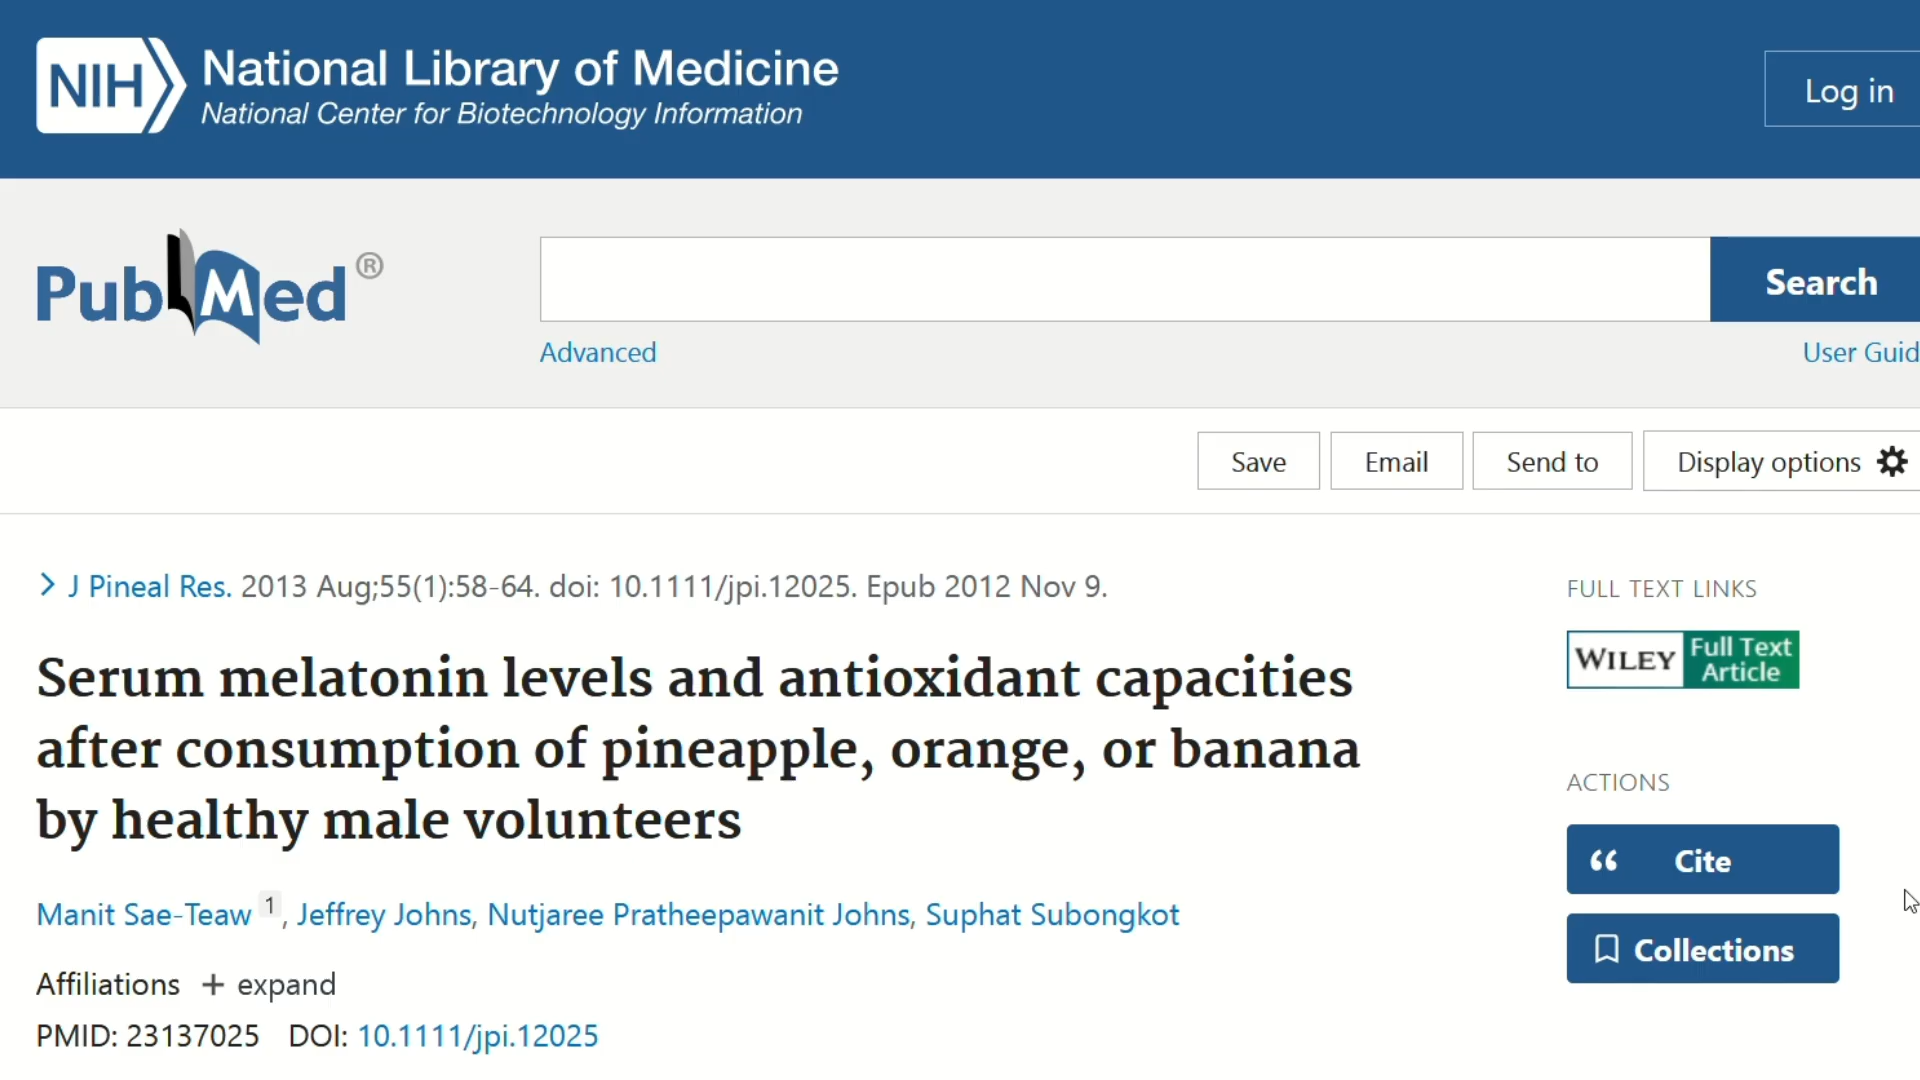 NIH National Library of Medicine
National Center for Biotechnology Information
Log in
PubMed®
Search
Advanced
User Guid
Save
Email
Send to
Display options
J Pineal Res. 2013 Aug;55(1):58-64. doi: 10.1111/jpi.12025. Epub 2012 Nov 9.
Serum melatonin levels and antioxidant capacities
after consumption of pineapple, orange, or banana
by healthy male volunteers
Manit Sae-Teaw 1, Jeffrey Johns, Nutjaree Pratheepawanit Johns, Suphat Subongkot
Affiliations + expand
PMID: 23137025 DOI: 10.1111/jpi.12025
FULL TEXT LINKS
WILEY Full Text
Article
ACTIONS
“ Cite
Collections